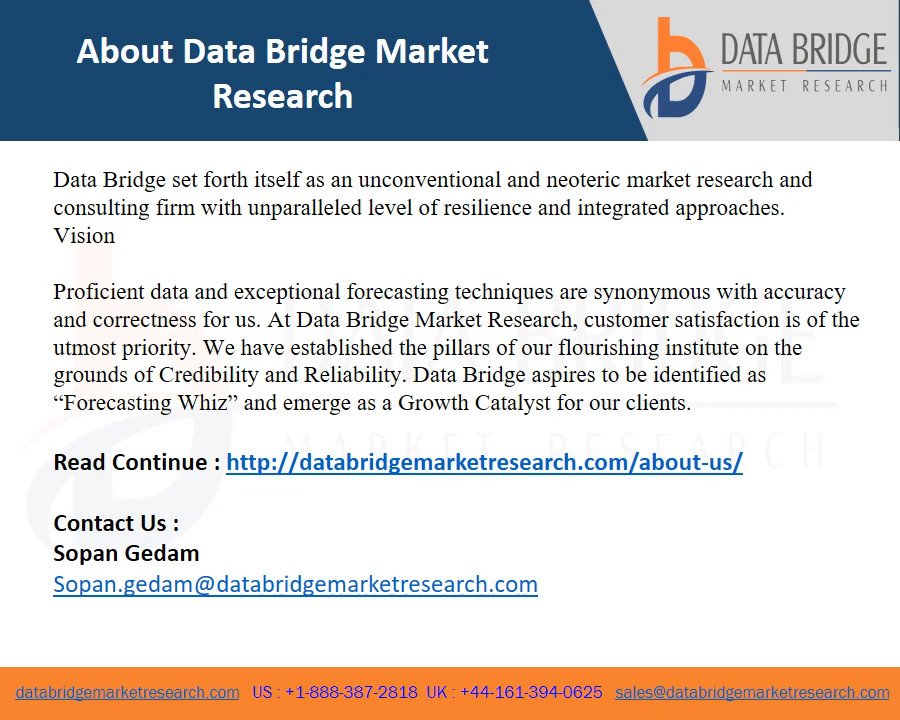 About Data Bridge Market
Research
DATA BRIDGE
MARKET RESEARCH
Data Bridge set forth itself as an unconventional and neoteric market research and
consulting firm with unparalleled level of resilience and integrated approaches.
Vision
Proficient data and exceptional forecasting techniques are synonymous with accuracy
and correctness for us. At Data Bridge Market Research, customer satisfaction is of the
utmost priority. We have established the pillars of our flourishing institute on the
grounds of Credibility and Reliability. Data Bridge aspires to be identified as
“Forecasting Whiz” and emerge as a Growth Catalyst for our clients.
Read Continue : http://databridgemarketresearch.com/about-us/
Contact Us :
Sopan Gedam
Sopan.gedam@databridgemarketresearch.com
databridgemarketresearch.com US : +1-888-387-2818 UK : +44-161-394-0625 sales@databridgemarketresearch.com